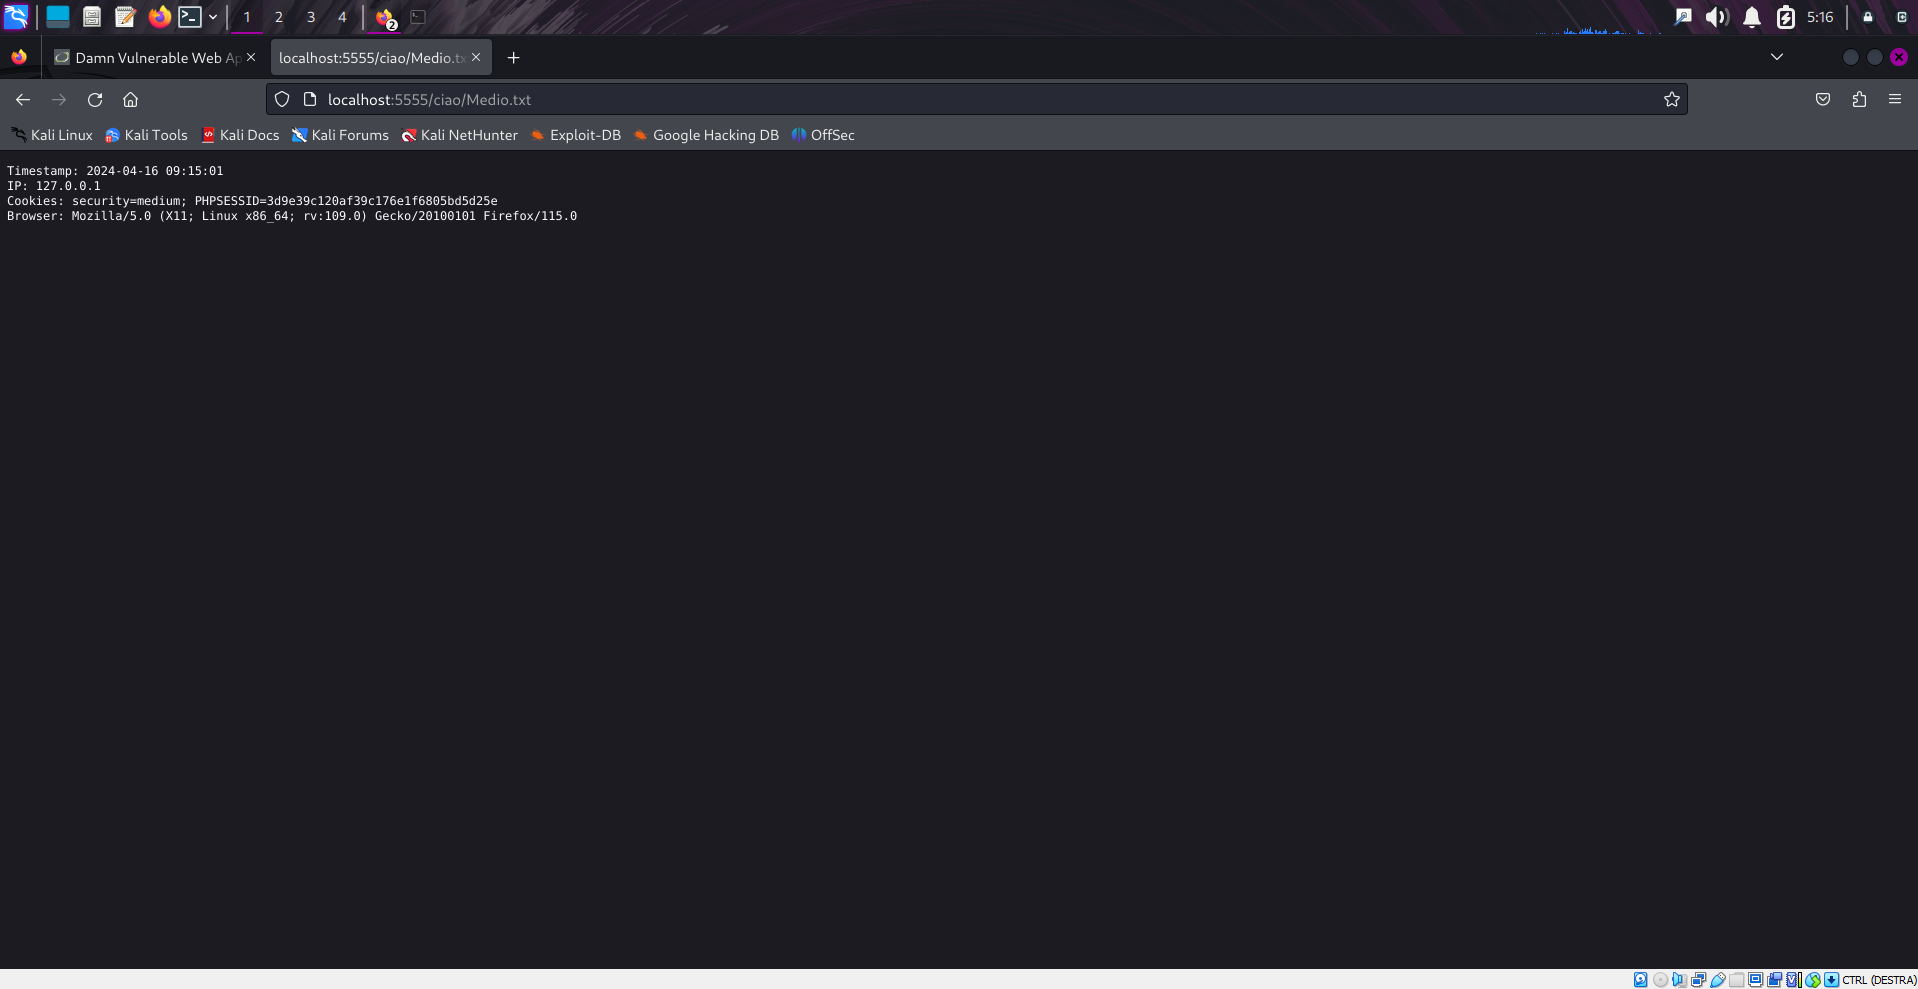 1 2 3 4 2 5:16
Damn Vulnerable Web Ap localhost:5555/ciao/Medio.tx
localhost:5555/ciao/Medio.txt
Kali Linux Kali Tools Kali Docs Kali Forums Kali NetHunter Exploit-DB Google Hacking DB OffSec
Timestamp: 2024-04-16 09:15:01
IP: 127.0.0.1
Cookies: security=medium; PHPSESSID=3d9e39c120af39c176e1f6805bd5d25e
Browser: Mozilla/5.0 (X11; Linux x86_64; rv:109.0) Gecko/20100101 Firefox/115.0
CTRL (DESTRA)